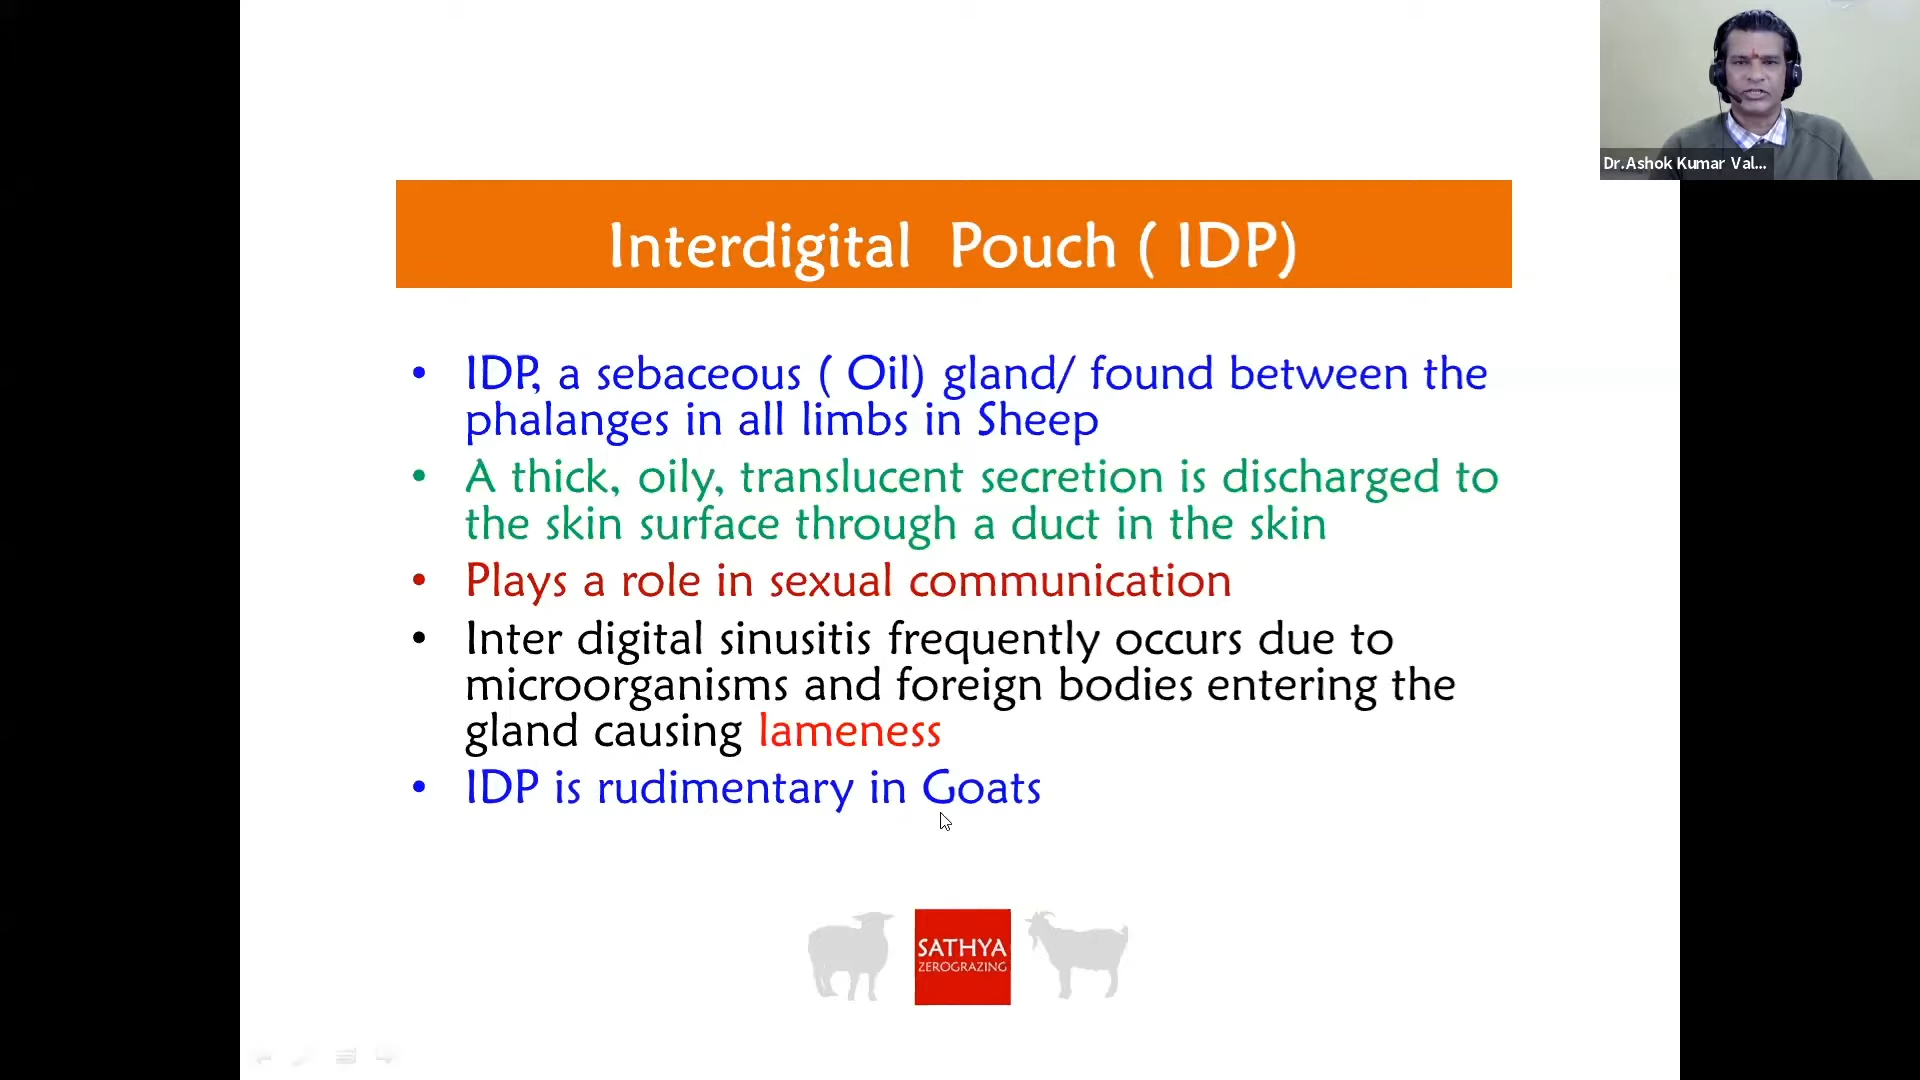 Dr.Ashok Kumar Val...
Interdigital Pouch ( IDP)
• IDP, a sebaceous ( Oil) gland/ found between the
phalanges in all limbs in Sheep
• A thick, oily, translucent secretion is discharged to
the skin surface through a duct in the skin
• Plays a role in sexual communication
• Inter digital sinusitis frequently occurs due to
microorganisms and foreign bodies entering the
gland causing lameness
• IDP is rudimentary in Goats
SATHYA
ZEROGRAZING